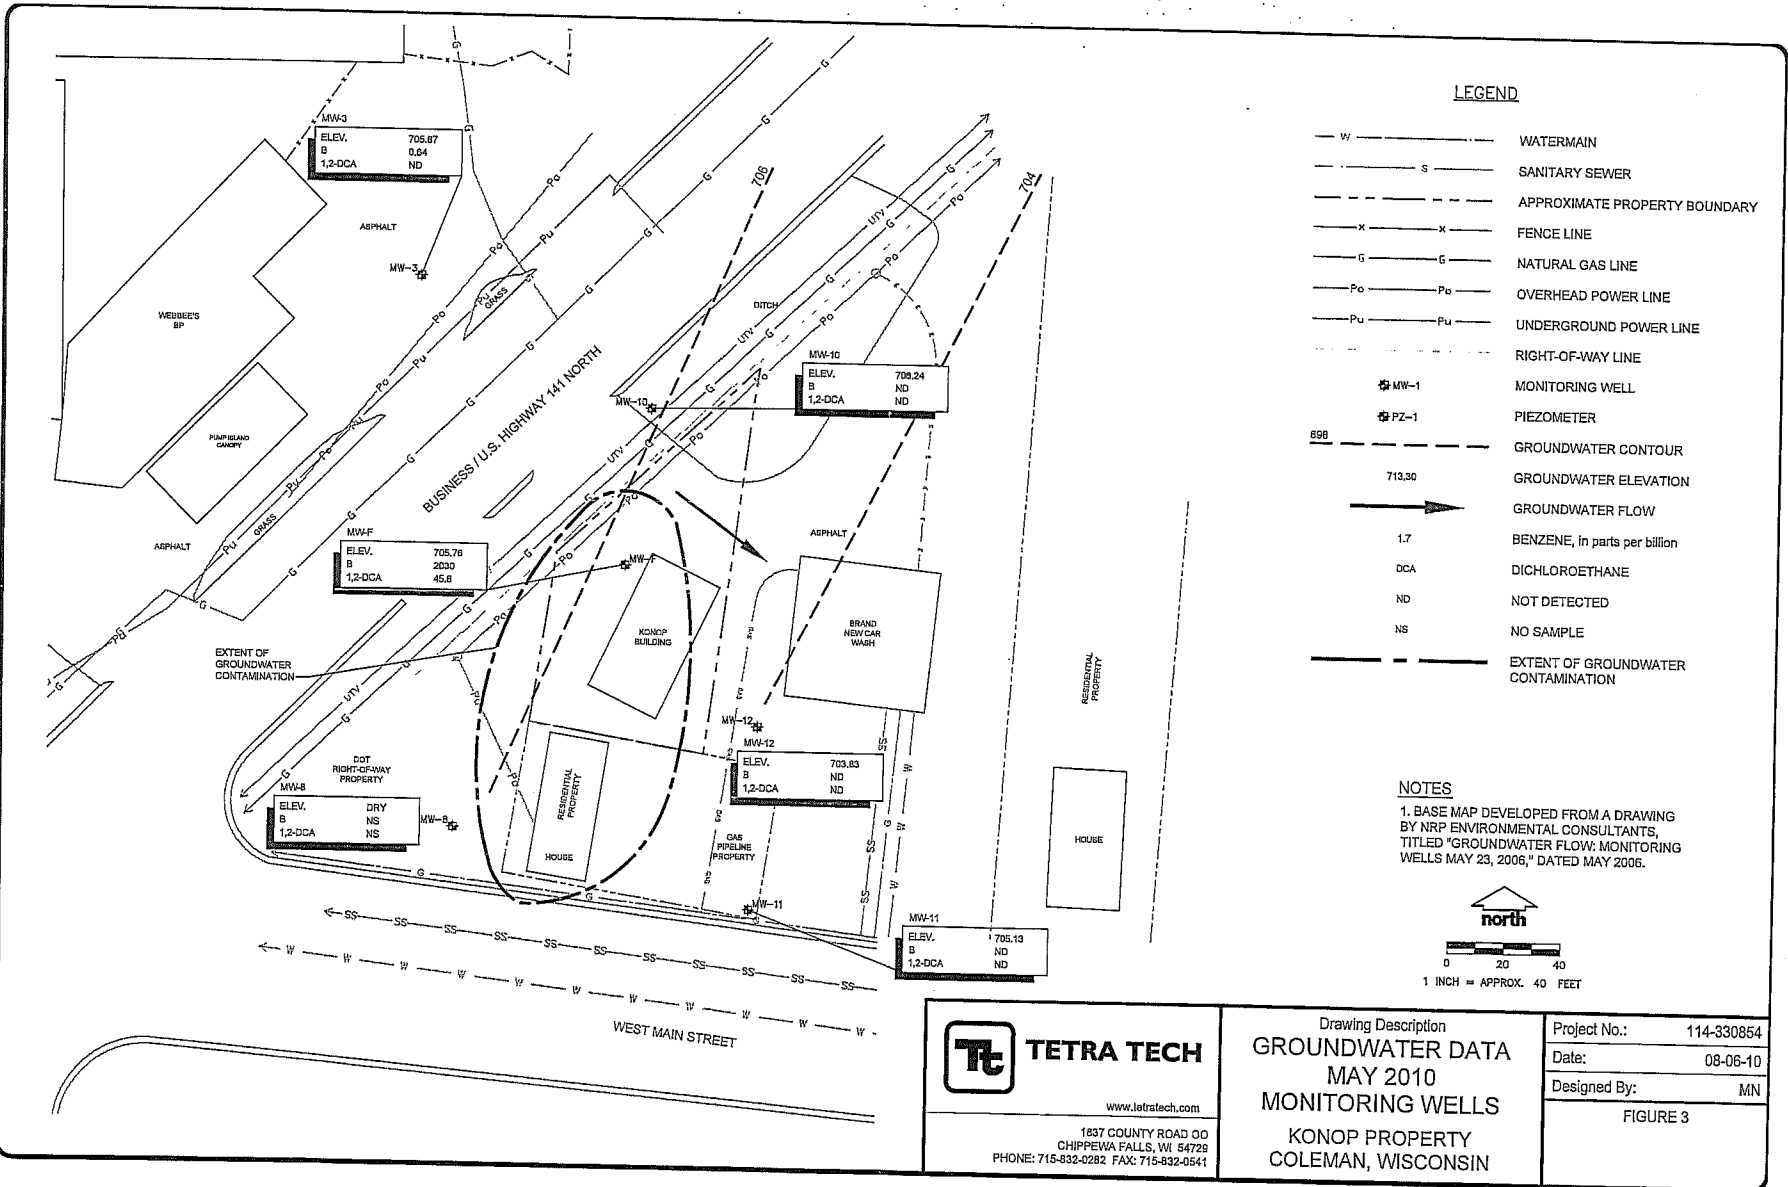 LEGEND
W WATERMAIN
S SANITARY SEWER
APPROXIMATE PROPERTY BOUNDARY
x x FENCE LINE
G G NATURAL GAS LINE
Po Po OVERHEAD POWER LINE
Pu Pu UNDERGROUND POWER LINE
RIGHT-OF-WAY LINE
MW-1 MONITORING WELL
PZ-1 PIEZOMETER
698 GROUNDWATER CONTOUR
713.30 GROUNDWATER ELEVATION
GROUNDWATER FLOW
1.7 BENZENE, in parts per billion
DCA DICHLOROETHANE
ND NOT DETECTED
NS NO SAMPLE
EXTENT OF GROUNDWATER
CONTAMINATION
NOTES
1. BASE MAP DEVELOPED FROM A DRAWING
BY NRP ENVIRONMENTAL CONSULTANTS,
TITLED "GROUNDWATER FLOW: MONITORING
WELLS MAY 23, 2006," DATED MAY 2006.
north
0 20 40
1 INCH = APPROX. 40 FEET
MW-3
ELEV. 705.87
B 0.64
1,2-DCA ND
ASPHALT
MW-3
WEBBEE'S
BP
PUMP ISLAND
CANOPY
GRASS
GRASS
ASPHALT
BUSINESS / U.S. HIGHWAY 141 NORTH
706
704
DITCH
MW-10
ELEV. 706.24
B ND
1,2-DCA ND
MW-10
ASPHALT
MW-F
ELEV. 705.76
B 2030
1,2-DCA 45.8
MW-F
KONOP
BUILDING
BRAND
NEW CAR
WASH
EXTENT OF
GROUNDWATER
CONTAMINATION
RESIDENTIAL
PROPERTY
MW-12
MW-12
ELEV. 703.83
B ND
1,2-DCA ND
DOT
RIGHT-OF-WAY
PROPERTY
MW-8
ELEV. DRY
B NS
1,2-DCA NS
MW-8
RESIDENTIAL
PROPERTY
HOUSE
GAS
PIPELINE
PROPERTY
HOUSE
MW-11
MW-11
ELEV. 705.13
B ND
1,2-DCA ND
WEST MAIN STREET
Tt TETRA TECH
www.tetratech.com
1837 COUNTY ROAD OO
CHIPPEWA FALLS, WI 54729
PHONE: 715-832-0282 FAX: 715-832-0541
Drawing Description
GROUNDWATER DATA
MAY 2010
MONITORING WELLS
KONOP PROPERTY
COLEMAN, WISCONSIN
Project No.: 114-330854
Date: 08-06-10
Designed By: MN
FIGURE 3